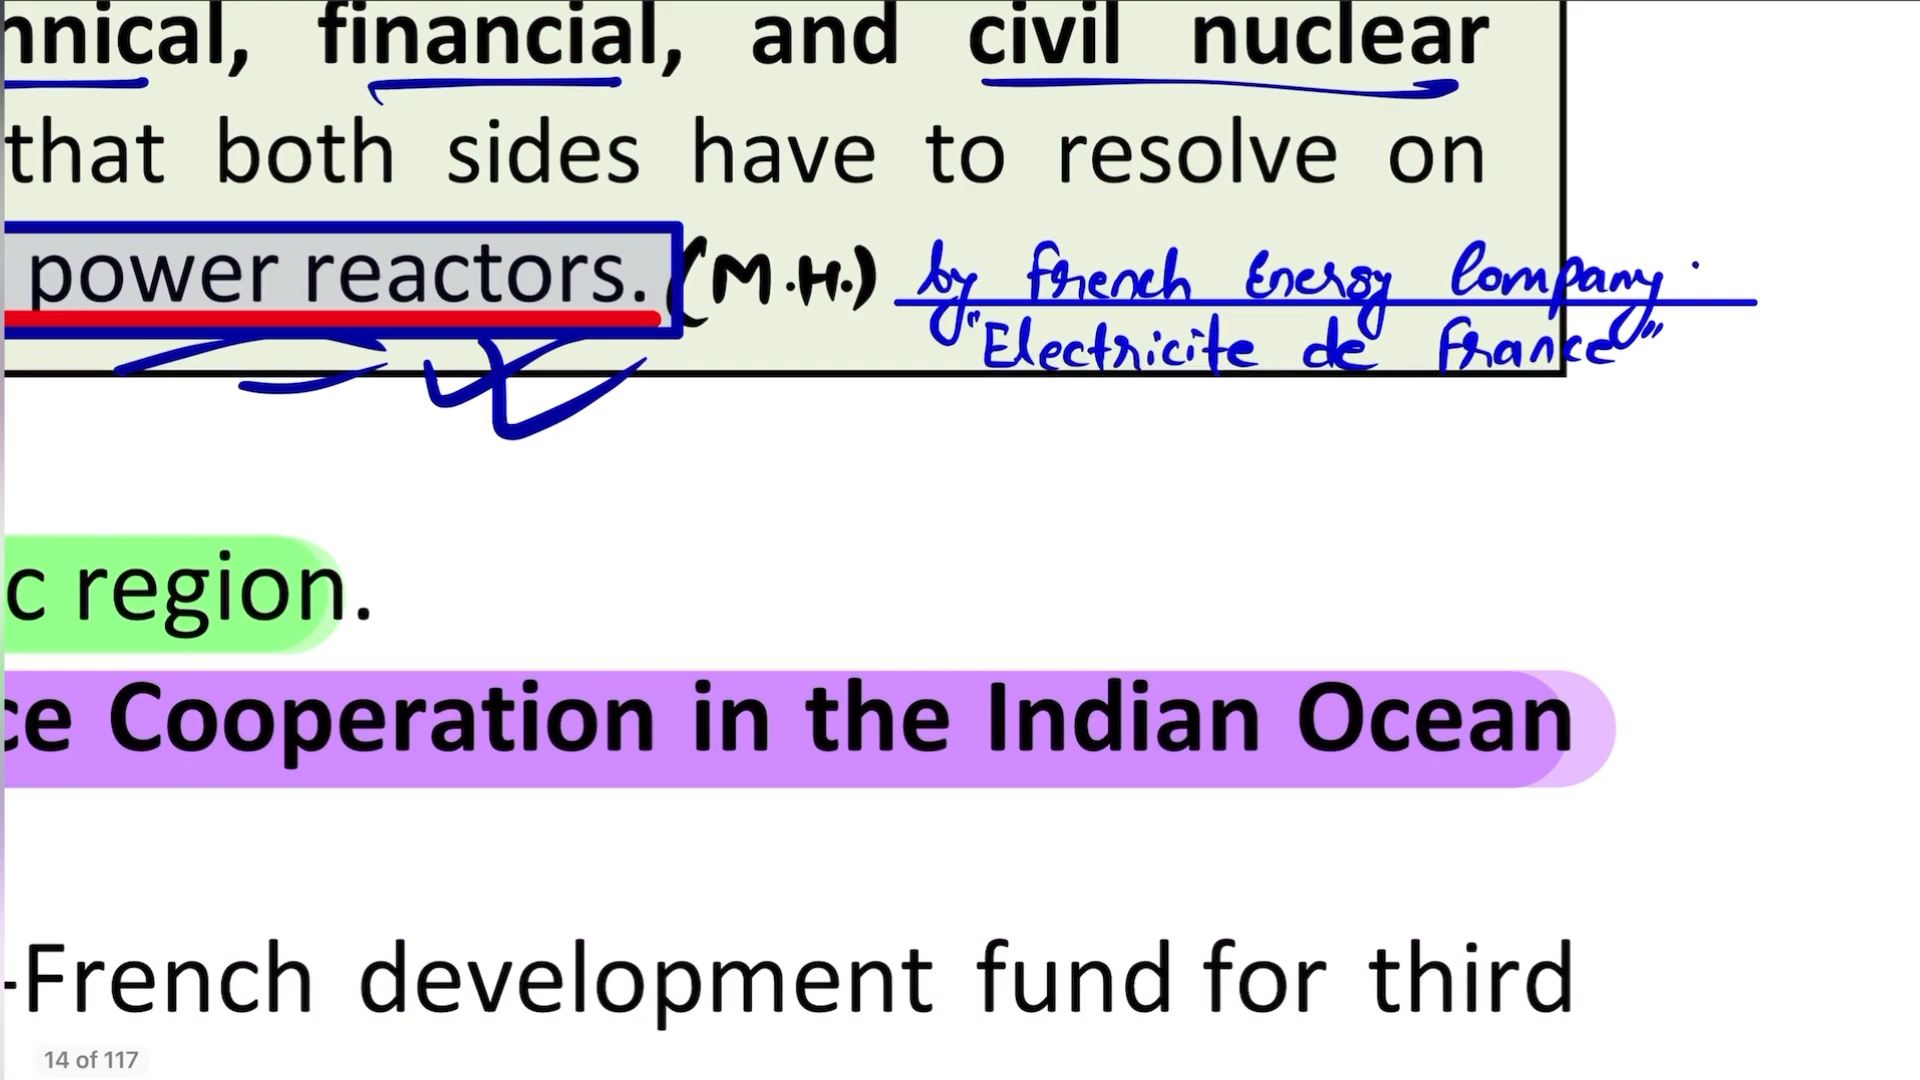 hnical, financial, and civil nuclear
that both sides have to resolve on
power reactors. (M.H.) by French Energy Company.
"Electricite de France"
c region.
ce Cooperation in the Indian Ocean
-French development fund for third
14 of 117